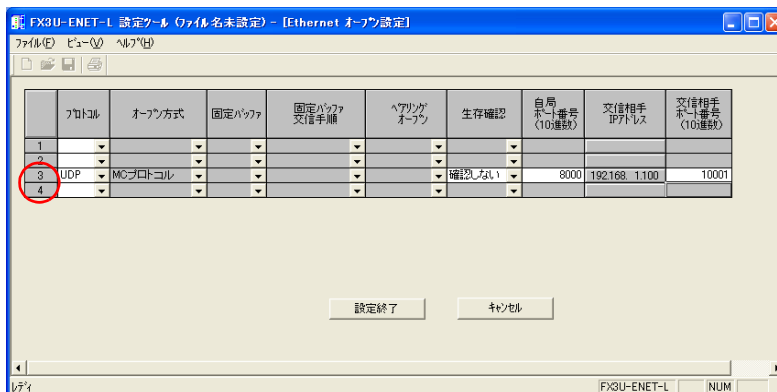 FX3U-ENET-L 設定ツール (ファイル名未設定) - [Ethernet オープン設定]
ファイル(F) ビュー(V) ヘルプ(H)
プロトコル オープン方式 固定バッファ 固定バッファ交信手順 ペアリングオープン 生存確認 自局ポート番号(10進数) 交信相手IPアドレス 交信相手ポート番号(10進数)
1
2
3 UDP MCプロトコル 確認しない 8000 192.168. 1.100 10001
4
設定終了 キャンセル
レディ FX3U-ENET-L NUM